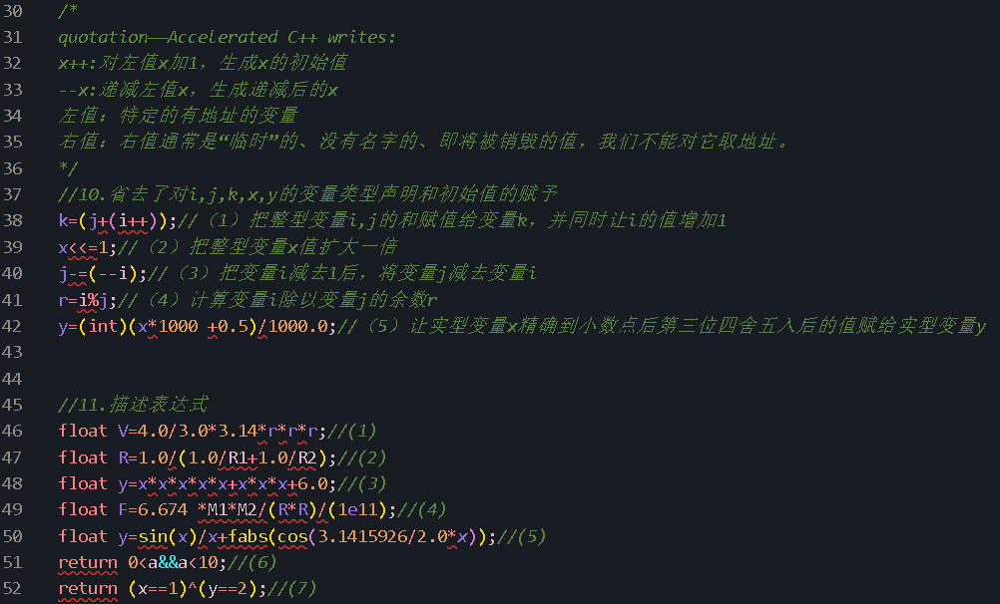 30 /*
31 quotation——Accelerated C++ writes:
32 x++:对左值x加1，生成x的初始值
33 --x:递减左值x，生成递减后的x
34 左值：特定的有地址的变量
35 右值：右值通常是“临时”的、没有名字的、即将被销毁的值，我们不能对它取地址。
36 */
37 //10.省去了对i,j,k,x,y的变量类型声明和初始值的赋予
38 k=(j+(i++));//（1）把整型变量i,j的和赋值给变量k，并同时让i的值增加1
39 x<<=1;//（2）把整型变量x值扩大一倍
40 j-=(--i);//（3）把变量i减去1后，将变量j减去变量i
41 r=i%j;//（4）计算变量i除以变量j的余数r
42 y=(int)(x*1000 +0.5)/1000.0;//（5）让实型变量x精确到小数点后第三位四舍五入后的值赋给实型变量y
43
44
45 //11.描述表达式
46 float V=4.0/3.0*3.14*r*r*r;//(1)
47 float R=1.0/(1.0/R1+1.0/R2);//(2)
48 float y=x*x*x*x*x+x*x*x+6.0;//(3)
49 float F=6.674 *M1*M2/(R*R)/(1e11);//(4)
50 float y=sin(x)/x+fabs(cos(3.1415926/2.0*x));//(5)
51 return 0<a&&a<10;//(6)
52 return (x==1)^(y==2);//(7)